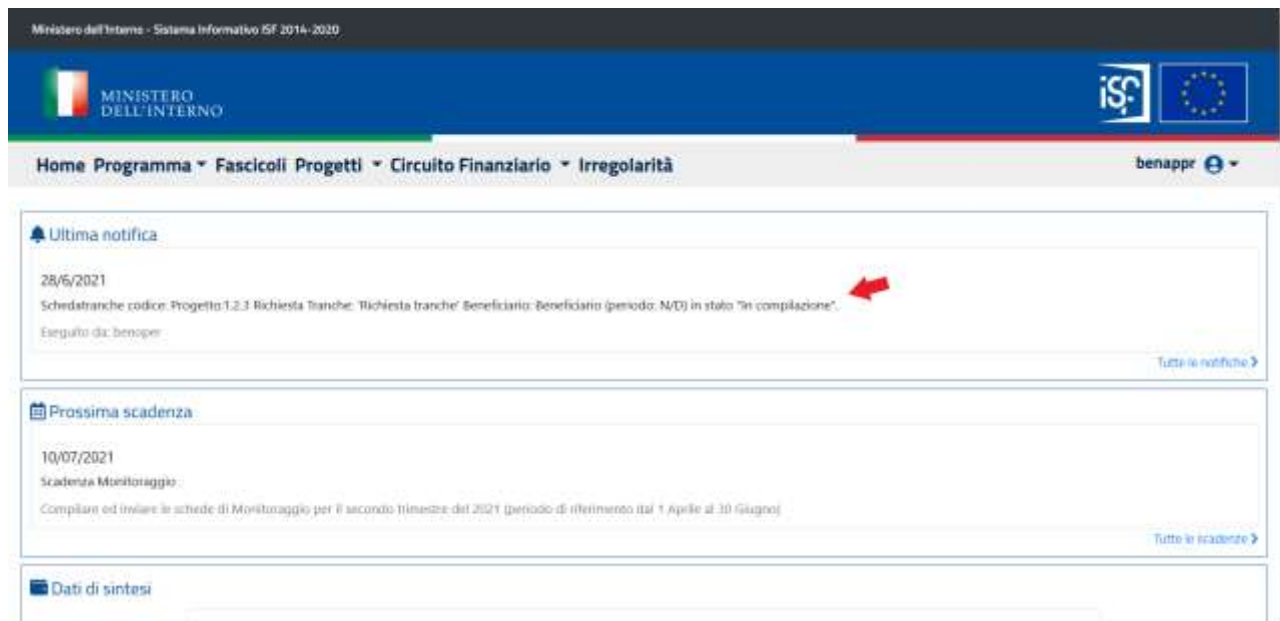 Ministero dell'Interno - Sistema Informativo ISF 2014-2020
MINISTERO
DELL'INTERNO
iSF
Home Programma Fascicoli Progetti Circuito Finanziario Irregolarità benappr
Ultima notifica
28/6/2021
Schedatranche codice: Progetto:1.2.3 Richiesta Tranche: 'Richiesta tranche' Beneficiario: Beneficiario (periodo: N/D) in stato "In compilazione".
Eseguito da: benoper
Tutte le notifiche
Prossima scadenza
10/07/2021
Scadenza Monitoraggio
Compilare ed inviare le schede di Monitoraggio per il secondo trimestre del 2021 (periodo di riferimento dal 1 Aprile al 30 Giugno)
Tutte le scadenze
Dati di sintesi